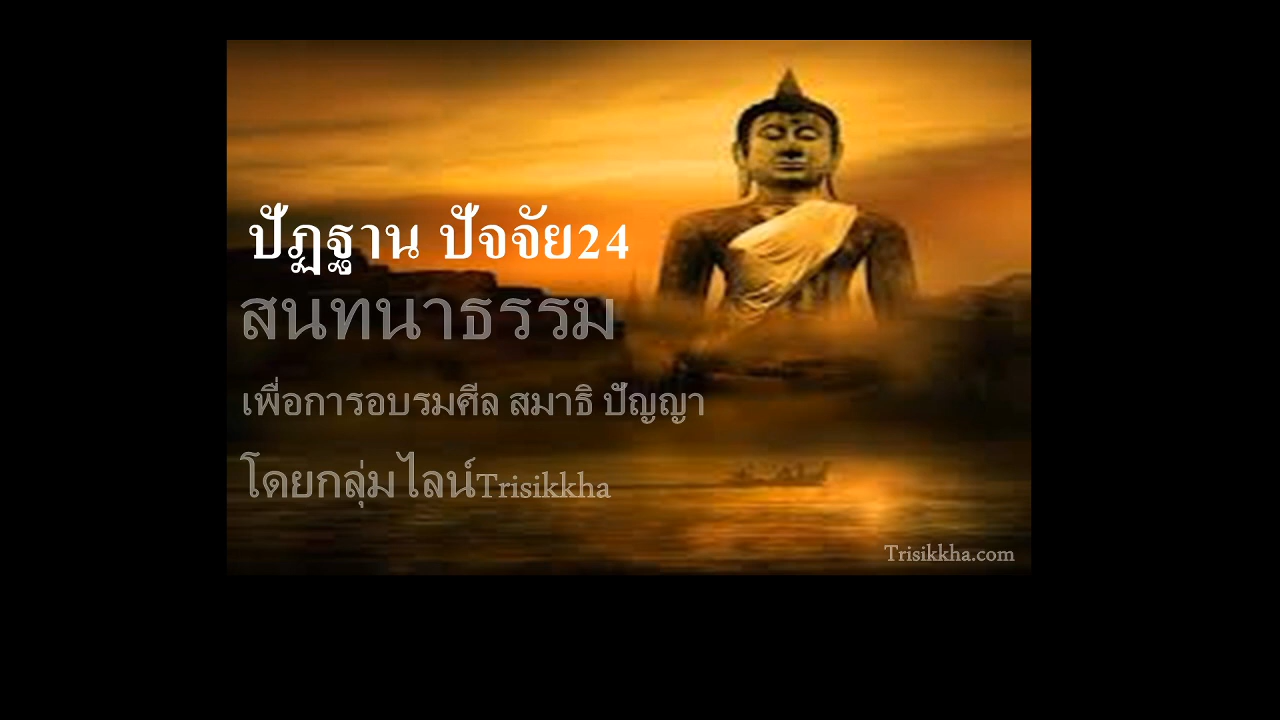 ปัฏฐาน ปัจจัย24
สนทนาธรรม
เพื่อการอบรมศีล สมาธิ ปัญญา
โดยกลุ่มไลน์Trisikkha
Trisikkha.com